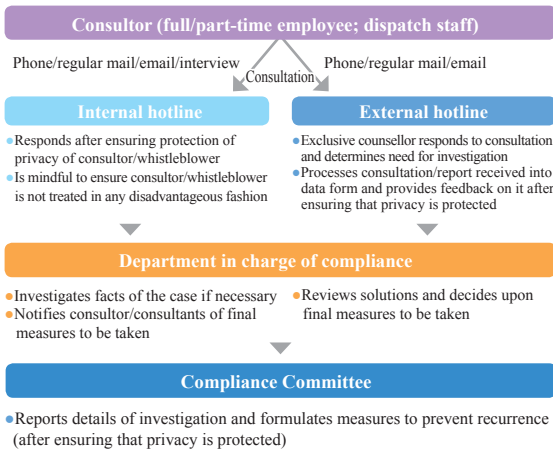 Consultor (full/part-time employee; dispatch staff)
Phone/regular mail/email/interview
Phone/regular mail/email
Consultation
Internal hotline
●Responds after ensuring protection of
privacy of consultor/whistleblower
●Is mindful to ensure consultor/whistleblower
is not treated in any disadvantageous fashion
External hotline
●Exclusive counsellor responds to consultation
and determines need for investigation
●Processes consultation/report received into
data form and provides feedback on it after
ensuring that privacy is protected
Department in charge of compliance
●Investigates facts of the case if necessary
●Notifies consultor/consultants of final
measures to be taken
●Reviews solutions and decides upon
final measures to be taken
Compliance Committee
●Reports details of investigation and formulates measures to prevent recurrence
(after ensuring that privacy is protected)